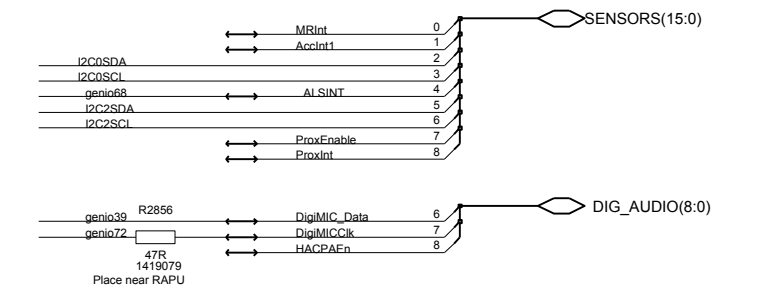 MRInt 0 SENSORS(15:0)
AccInt1 1
I2C0SDA 2
I2C0SCL 3
genio68 ALSINT 4
I2C2SDA 5
I2C2SCL 6
ProxEnable 7
ProxInt 8
genio39 R2856 DigiMIC_Data 6 DIG_AUDIO(8:0)
genio72 DigiMICClk 7
47R HACPAEn 8
1419079
Place near RAPU